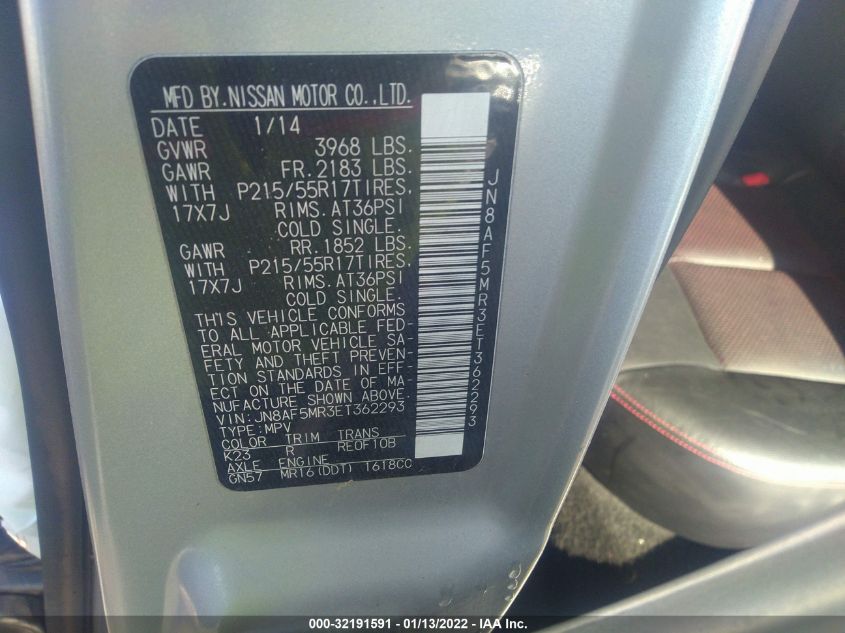 MFD BY.NISSAN MOTOR CO.,LTD.
DATE 1/14
GVWR 3968 LBS.
GAWR FR.2183 LBS.
WITH P215/55R17TIRES,
17X7J RIMS.AT36PSI
COLD SINGLE.
GAWR RR.1852 LBS.
WITH P215/55R17TIRES,
17X7J RIMS.AT36PSI
COLD SINGLE.
THIS VEHICLE CONFORMS
TO ALL APPLICABLE FED-
ERAL MOTOR VEHICLE SA-
FETY AND THEFT PREVEN-
TION STANDARDS IN EFF-
ECT ON THE DATE OF MA-
NUFACTURE SHOWN ABOVE.
VIN:JN8AF5MR3ET362293
TYPE:MPV
COLOR TRIM TRANS
K23 R RE0F10B
AXLE ENGINE
GN57 MR16(DDT) 1618CC
JN8AF5MR3ET362293
000-32191591 - 01/13/2022 - IAA Inc.